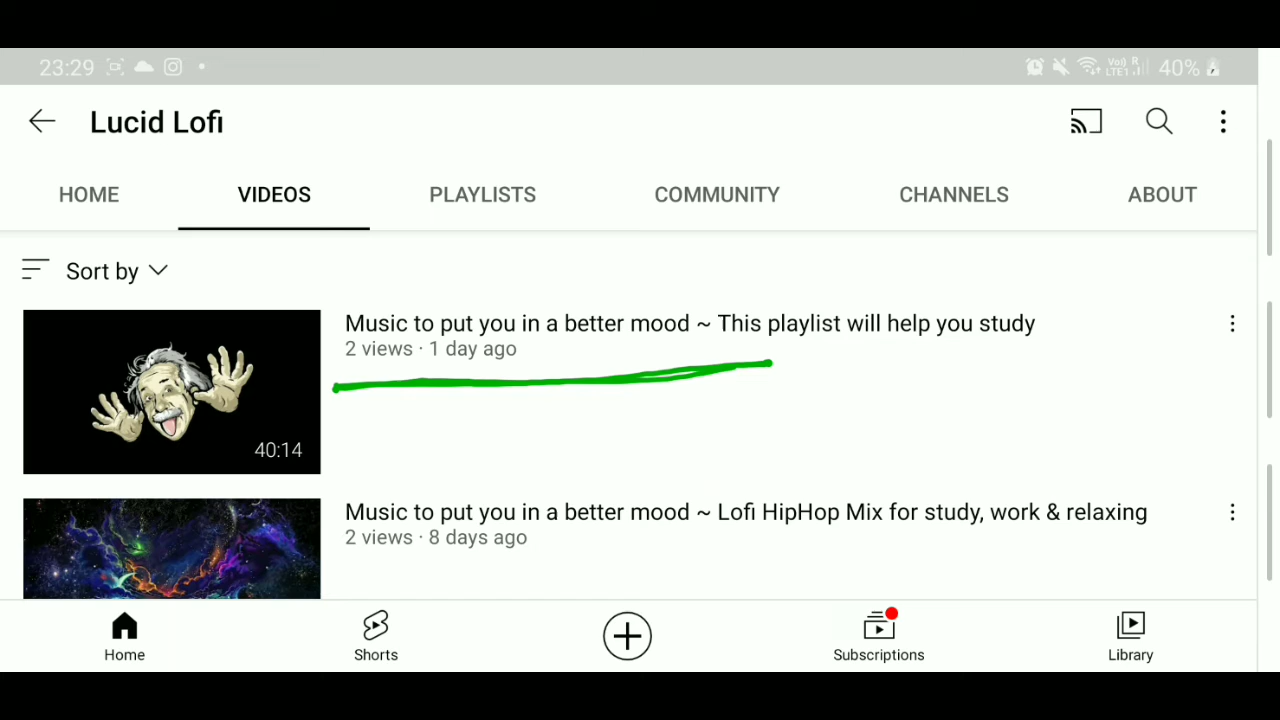 23:29
Vo) R
LTE1
40%
Lucid Lofi
HOME VIDEOS PLAYLISTS COMMUNITY CHANNELS ABOUT
Sort by
Music to put you in a better mood ~ This playlist will help you study
2 views · 1 day ago
40:14
Music to put you in a better mood ~ Lofi HipHop Mix for study, work & relaxing
2 views · 8 days ago
Home Shorts Subscriptions Library